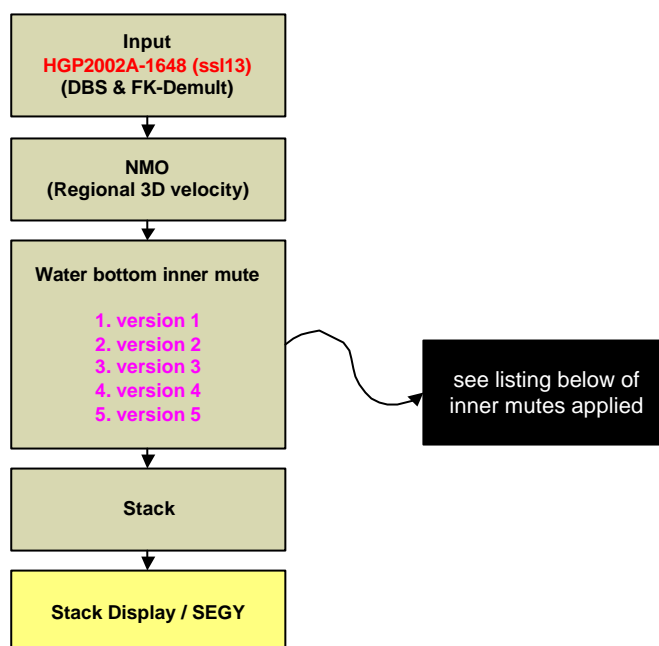 Input
HGP2002A-1648 (ssl13)
(DBS & FK-Demult)
NMO
(Regional 3D velocity)
Water bottom inner mute
1. version 1
2. version 2
3. version 3
4. version 4
5. version 5
see listing below of
inner mutes applied
Stack
Stack Display / SEGY